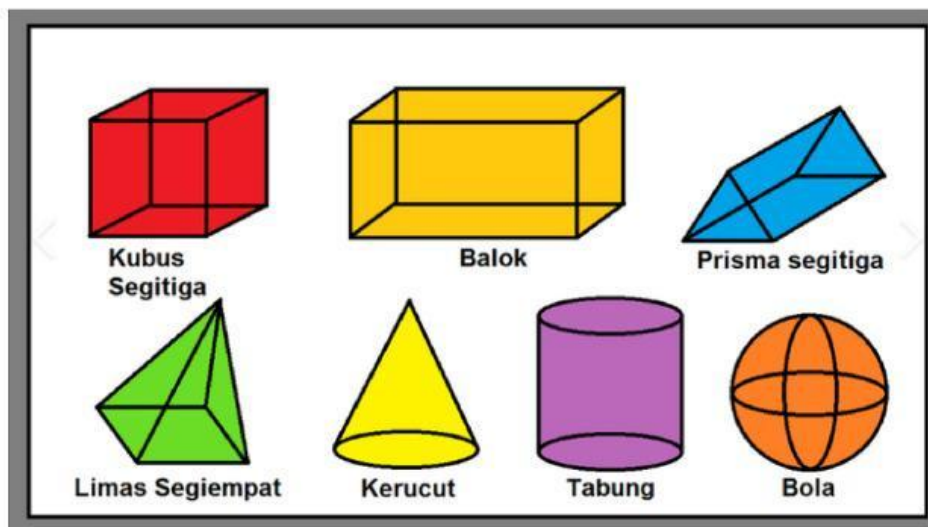 Kubus
Segitiga
Balok
Prisma segitiga
Limas Segiempat
Kerucut
Tabung
Bola